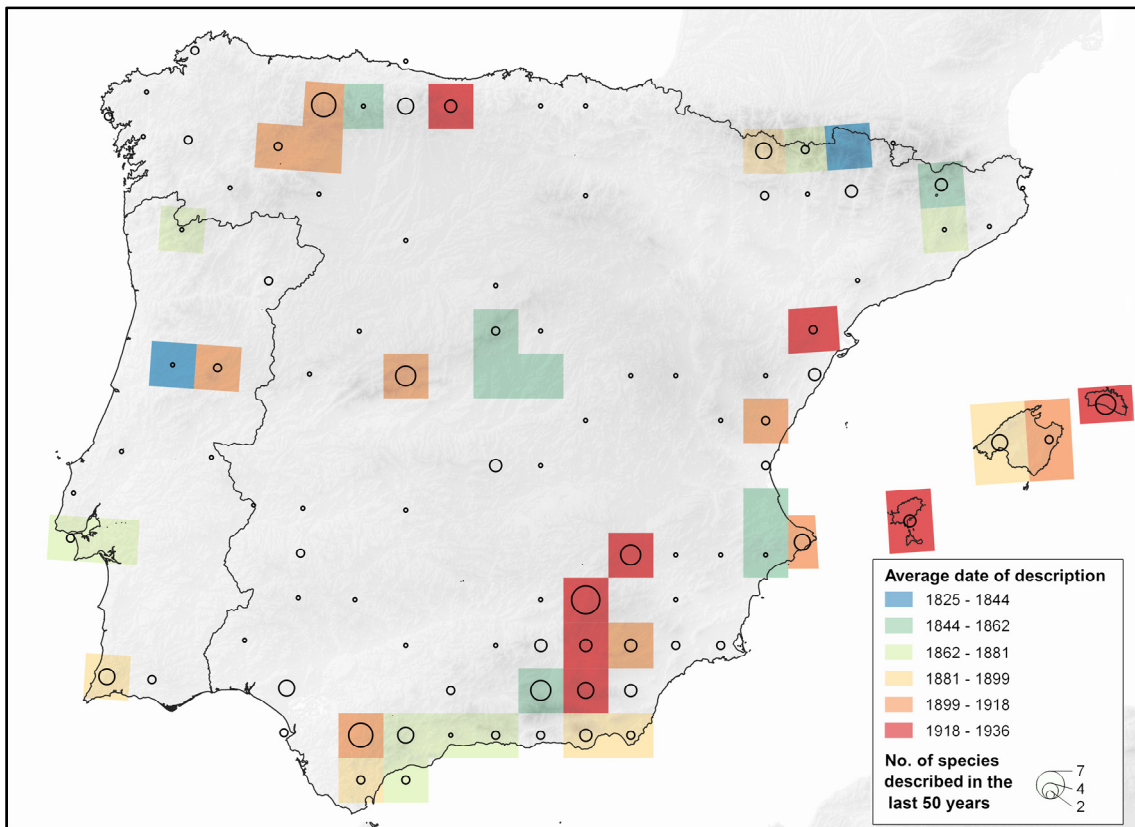 Average date of description
1825 - 1844
1844 - 1862
1862 - 1881
1881 - 1899
1899 - 1918
1918 - 1936
No. of species
described in the
last 50 years
7
4
2